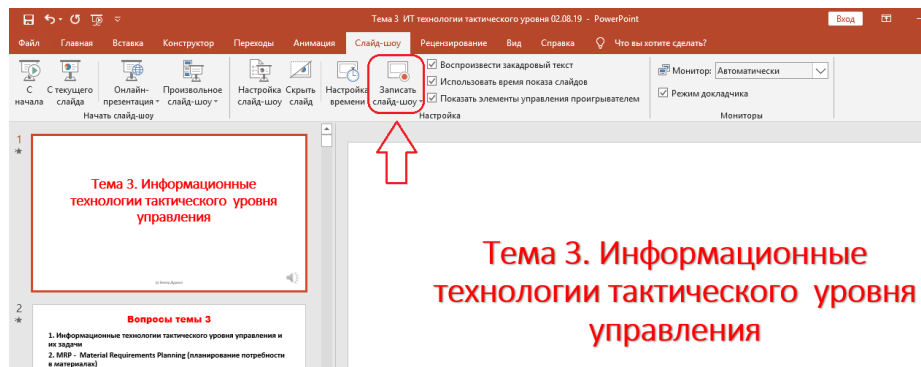 Тема 3 ИТ технологии тактического уровня 02.08.19 - PowerPoint
Вход
Файл Главная Вставка Конструктор Переходы Анимация Слайд-шоу Рецензирование Вид Справка Что вы хотите сделать?
С начала
С текущего слайда
Онлайн-презентация
Произвольное слайд-шоу
Начать слайд-шоу
Настройка слайд-шоу
Скрыть слайд
Настройка времени
Записать слайд-шоу
Воспроизвести закадровый текст
Использовать время показа слайдов
Показать элементы управления проигрывателем
Настройка
Монитор: Автоматически
Режим докладчика
Мониторы
1
Тема 3. Информационные
технологии тактического уровня
управления
2
Вопросы темы 3
1. Информационные технологии тактического уровня управления и
их задачи
2. MRP - Material Requirements Planning (планирование потребности
в материалах)
Тема 3. Информационные
технологии тактического уровня
управления